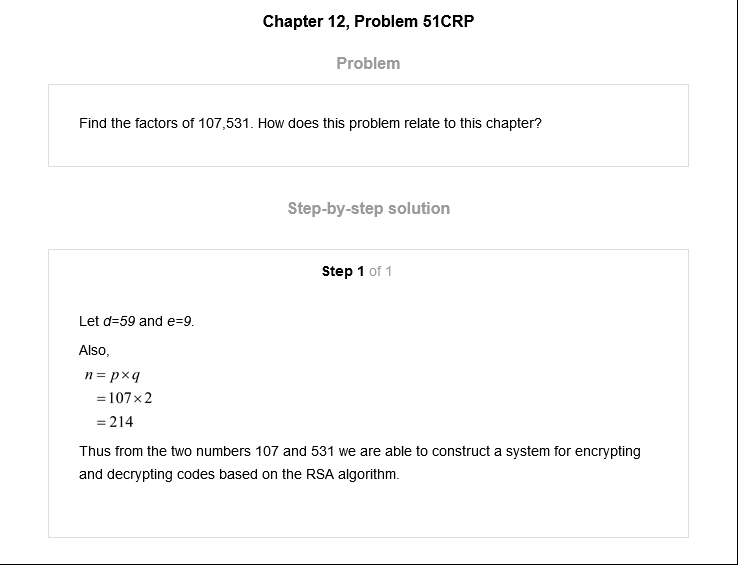 Chapter 12, Problem 51CRP
Problem
Find the factors of 107,531. How does this problem relate to this chapter?
Step-by-step solution
Step 1 of 1
Let d=59 and e=9.
Also,
n = p×q
=107×2
=214
Thus from the two numbers 107 and 531 we are able to construct a system for encrypting
and decrypting codes based on the RSA algorithm.